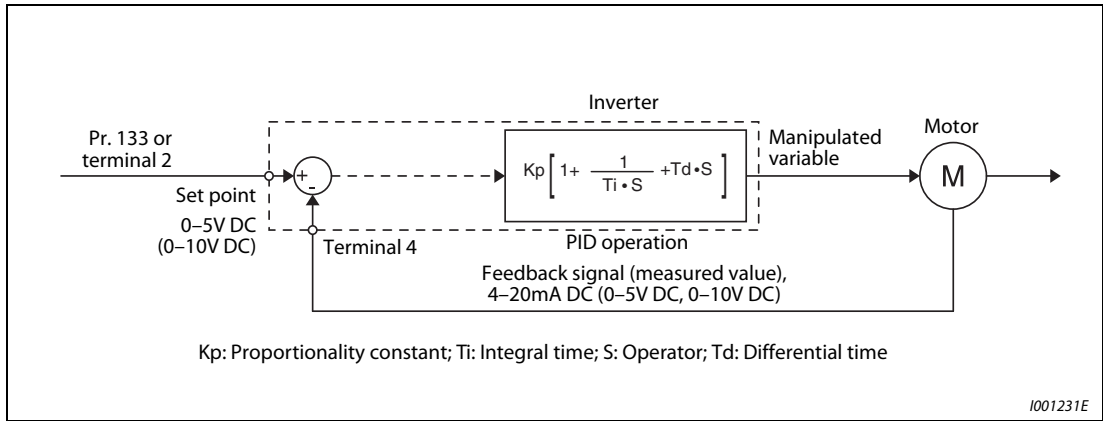 Inverter
Pr. 133 or
terminal 2
Set point
0–5V DC
(0–10V DC)
+
-
Terminal 4
Kp[1+ 1/Ti•S +Td•S]
PID operation
Manipulated
variable
Motor
M
Feedback signal (measured value),
4–20mA DC (0–5V DC, 0–10V DC)
Kp: Proportionality constant; Ti: Integral time; S: Operator; Td: Differential time
I001231E